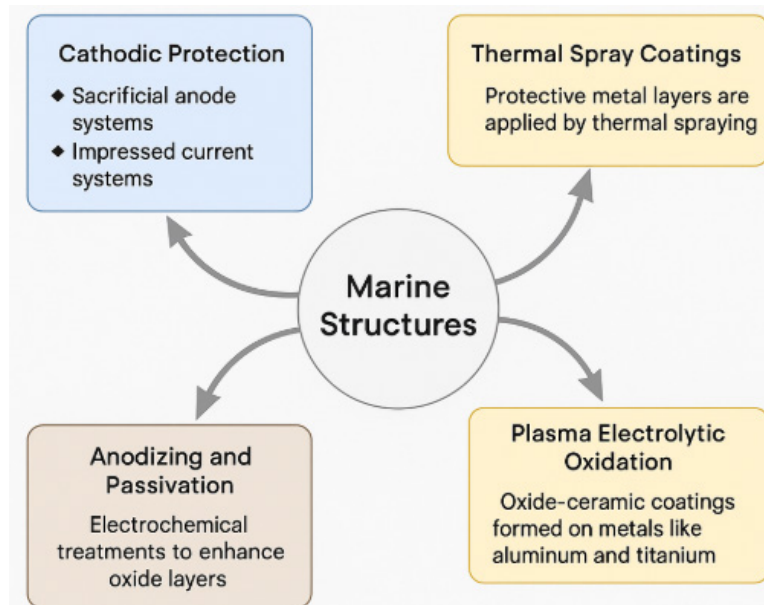 Cathodic Protection
◆ Sacrificial anode
systems
◆ Impressed current
systems
Thermal Spray Coatings
Protective metal layers are
applied by thermal spraying
Marine
Structures
Anodizing and
Passivation
Electrochemical
treatments to enhance
oxide layers
Plasma Electrolytic
Oxidation
Oxide-ceramic coatings
formed on metals like
aluminum and titanium